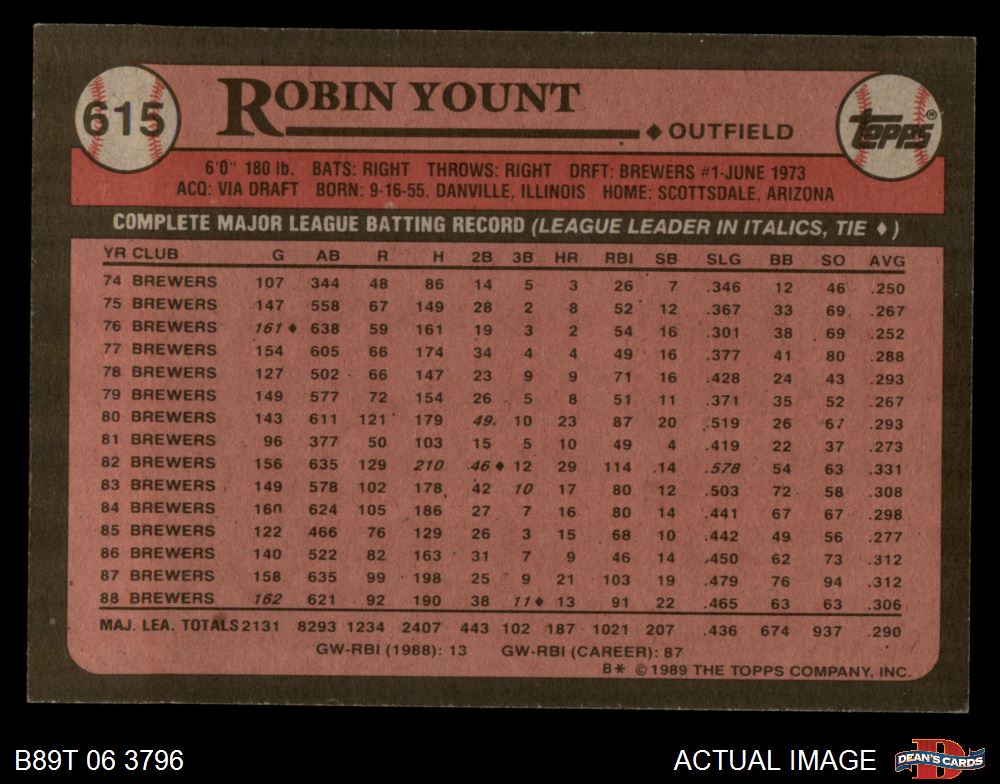 615 ROBIN YOUNT
◆ OUTFIELD topps®
6'0" 180 lb. BATS: RIGHT THROWS: RIGHT DRFT: BREWERS #1-JUNE 1973
ACQ: VIA DRAFT BORN: 9-16-55, DANVILLE, ILLINOIS HOME: SCOTTSDALE, ARIZONA
COMPLETE MAJOR LEAGUE BATTING RECORD (LEAGUE LEADER IN ITALICS, TIE ♦)
YR CLUB G AB R H 2B 3B HR RBI SB SLG BB SO AVG
74 BREWERS 107 344 48 86 14 5 3 26 7 .346 12 46 .250
75 BREWERS 147 558 67 149 28 2 8 52 12 .367 33 69 .267
76 BREWERS 161♦ 638 59 161 19 3 2 54 16 .301 38 69 .252
77 BREWERS 154 605 66 174 34 4 4 49 16 .377 41 80 .288
78 BREWERS 127 502 66 147 23 9 9 71 16 .428 24 43 .293
79 BREWERS 149 577 72 154 26 5 8 51 11 .371 35 52 .267
80 BREWERS 143 611 121 179 49 10 23 87 20 .519 26 67 .293
81 BREWERS 96 377 50 103 15 5 10 49 4 .419 22 37 .273
82 BREWERS 156 635 129 210 46♦ 12 29 114 14 .578 54 63 .331
83 BREWERS 149 578 102 178 42 10 17 80 12 .503 72 58 .308
84 BREWERS 160 624 105 186 27 7 16 80 14 .441 67 67 .298
85 BREWERS 122 466 76 129 26 3 15 68 10 .442 49 56 .277
86 BREWERS 140 522 82 163 31 7 9 46 14 .450 62 73 .312
87 BREWERS 158 635 99 198 25 9 21 103 19 .479 76 94 .312
88 BREWERS 162 621 92 190 38 11♦ 13 91 22 .465 63 63 .306
MAJ. LEA. TOTALS 2131 8293 1234 2407 443 102 187 1021 207 .436 674 937 .290
GW-RBI (1988): 13 GW-RBI (CAREER): 87
B* © 1989 THE TOPPS COMPANY, INC.
B89T 06 3796 ACTUAL IMAGE D DEAN'S CARDS